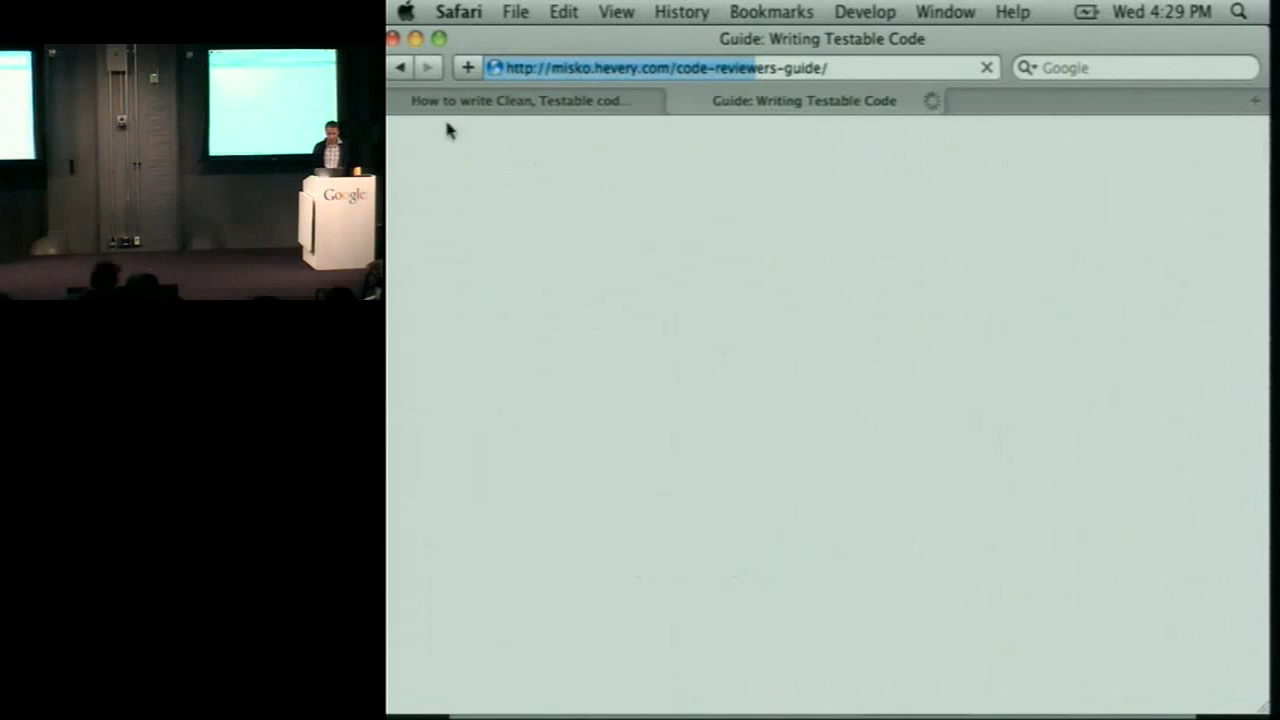 Safari File Edit View History Bookmarks Develop Window Help Wed 4:29 PM
Guide: Writing Testable Code
http://misko.hevery.com/code-reviewers-guide/
Google
How to write Clean, Testable cod...
Guide: Writing Testable Code
Google